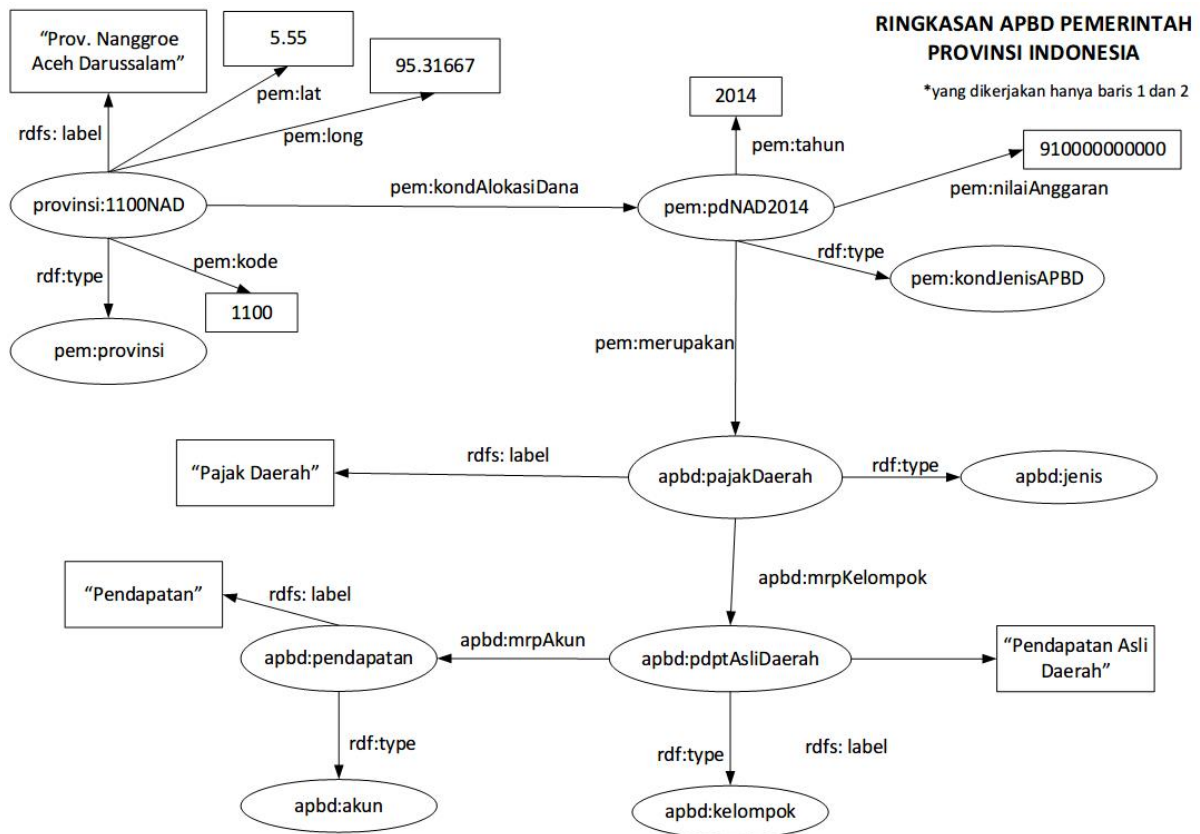 RINGKASAN APBD PEMERINTAH
PROVINSI INDONESIA
*yang dikerjakan hanya baris 1 dan 2
“Prov. Nanggroe
Aceh Darussalam”
5.55
95.31667
rdfs: label
pem:lat
pem:long
2014
pem:tahun
910000000000
pem:nilaiAnggaran
provinsi:1100NAD
pem:kondAlokasiDana
pem:pdNAD2014
rdf:type
pem:kode
1100
pem:provinsi
rdf:type
pem:kondJenisAPBD
pem:merupakan
“Pajak Daerah”
rdfs: label
apbd:pajakDaerah
rdf:type
apbd:jenis
apbd:mrpKelompok
“Pendapatan”
rdfs: label
apbd:pendapatan
apbd:mrpAkun
apbd:pdptAsliDaerah
“Pendapatan Asli
Daerah”
rdf:type
rdf:type
rdfs: label
apbd:akun
apbd:kelompok